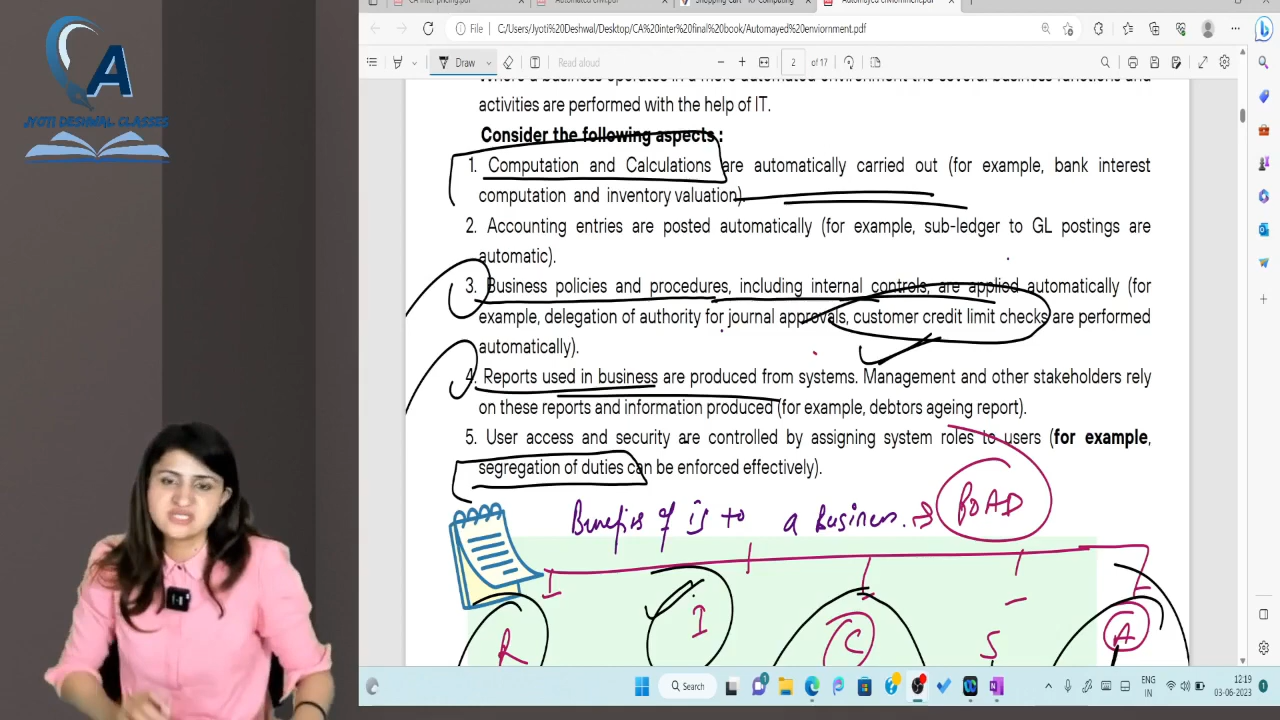 CA
JYOTI DESHWAL CLASSES
File
C:/Users/Jyoti%20Deshwal/Desktop/CA%20inter%20final%20book/Automayed%20enviornment.pdf
Draw
Read aloud
2 of 17
activities are performed with the help of IT.
Consider the following aspects :
1. Computation and Calculations are automatically carried out (for example, bank interest
computation and inventory valuation).
2. Accounting entries are posted automatically (for example, sub-ledger to GL postings are
automatic).
3. Business policies and procedures, including internal controls, are applied automatically (for
example, delegation of authority for journal approvals, customer credit limit checks are performed
automatically).
4. Reports used in business are produced from systems. Management and other stakeholders rely
on these reports and information produced (for example, debtors ageing report).
5. User access and security are controlled by assigning system roles to users (for example,
segregation of duties can be enforced effectively).
Benefits of is to a Business. ROAD
R I C S A
Search
ENG
IN
12:19
03-06-2023